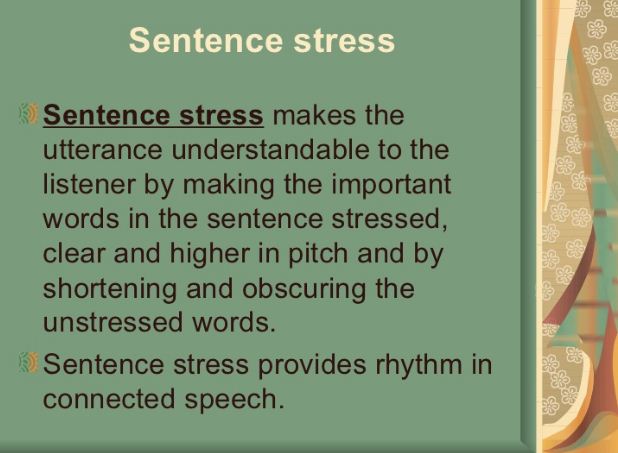 Sentence stress
Sentence stress makes the
utterance understandable to the
listener by making the important
words in the sentence stressed,
clear and higher in pitch and by
shortening and obscuring the
unstressed words.
Sentence stress provides rhythm in
connected speech.